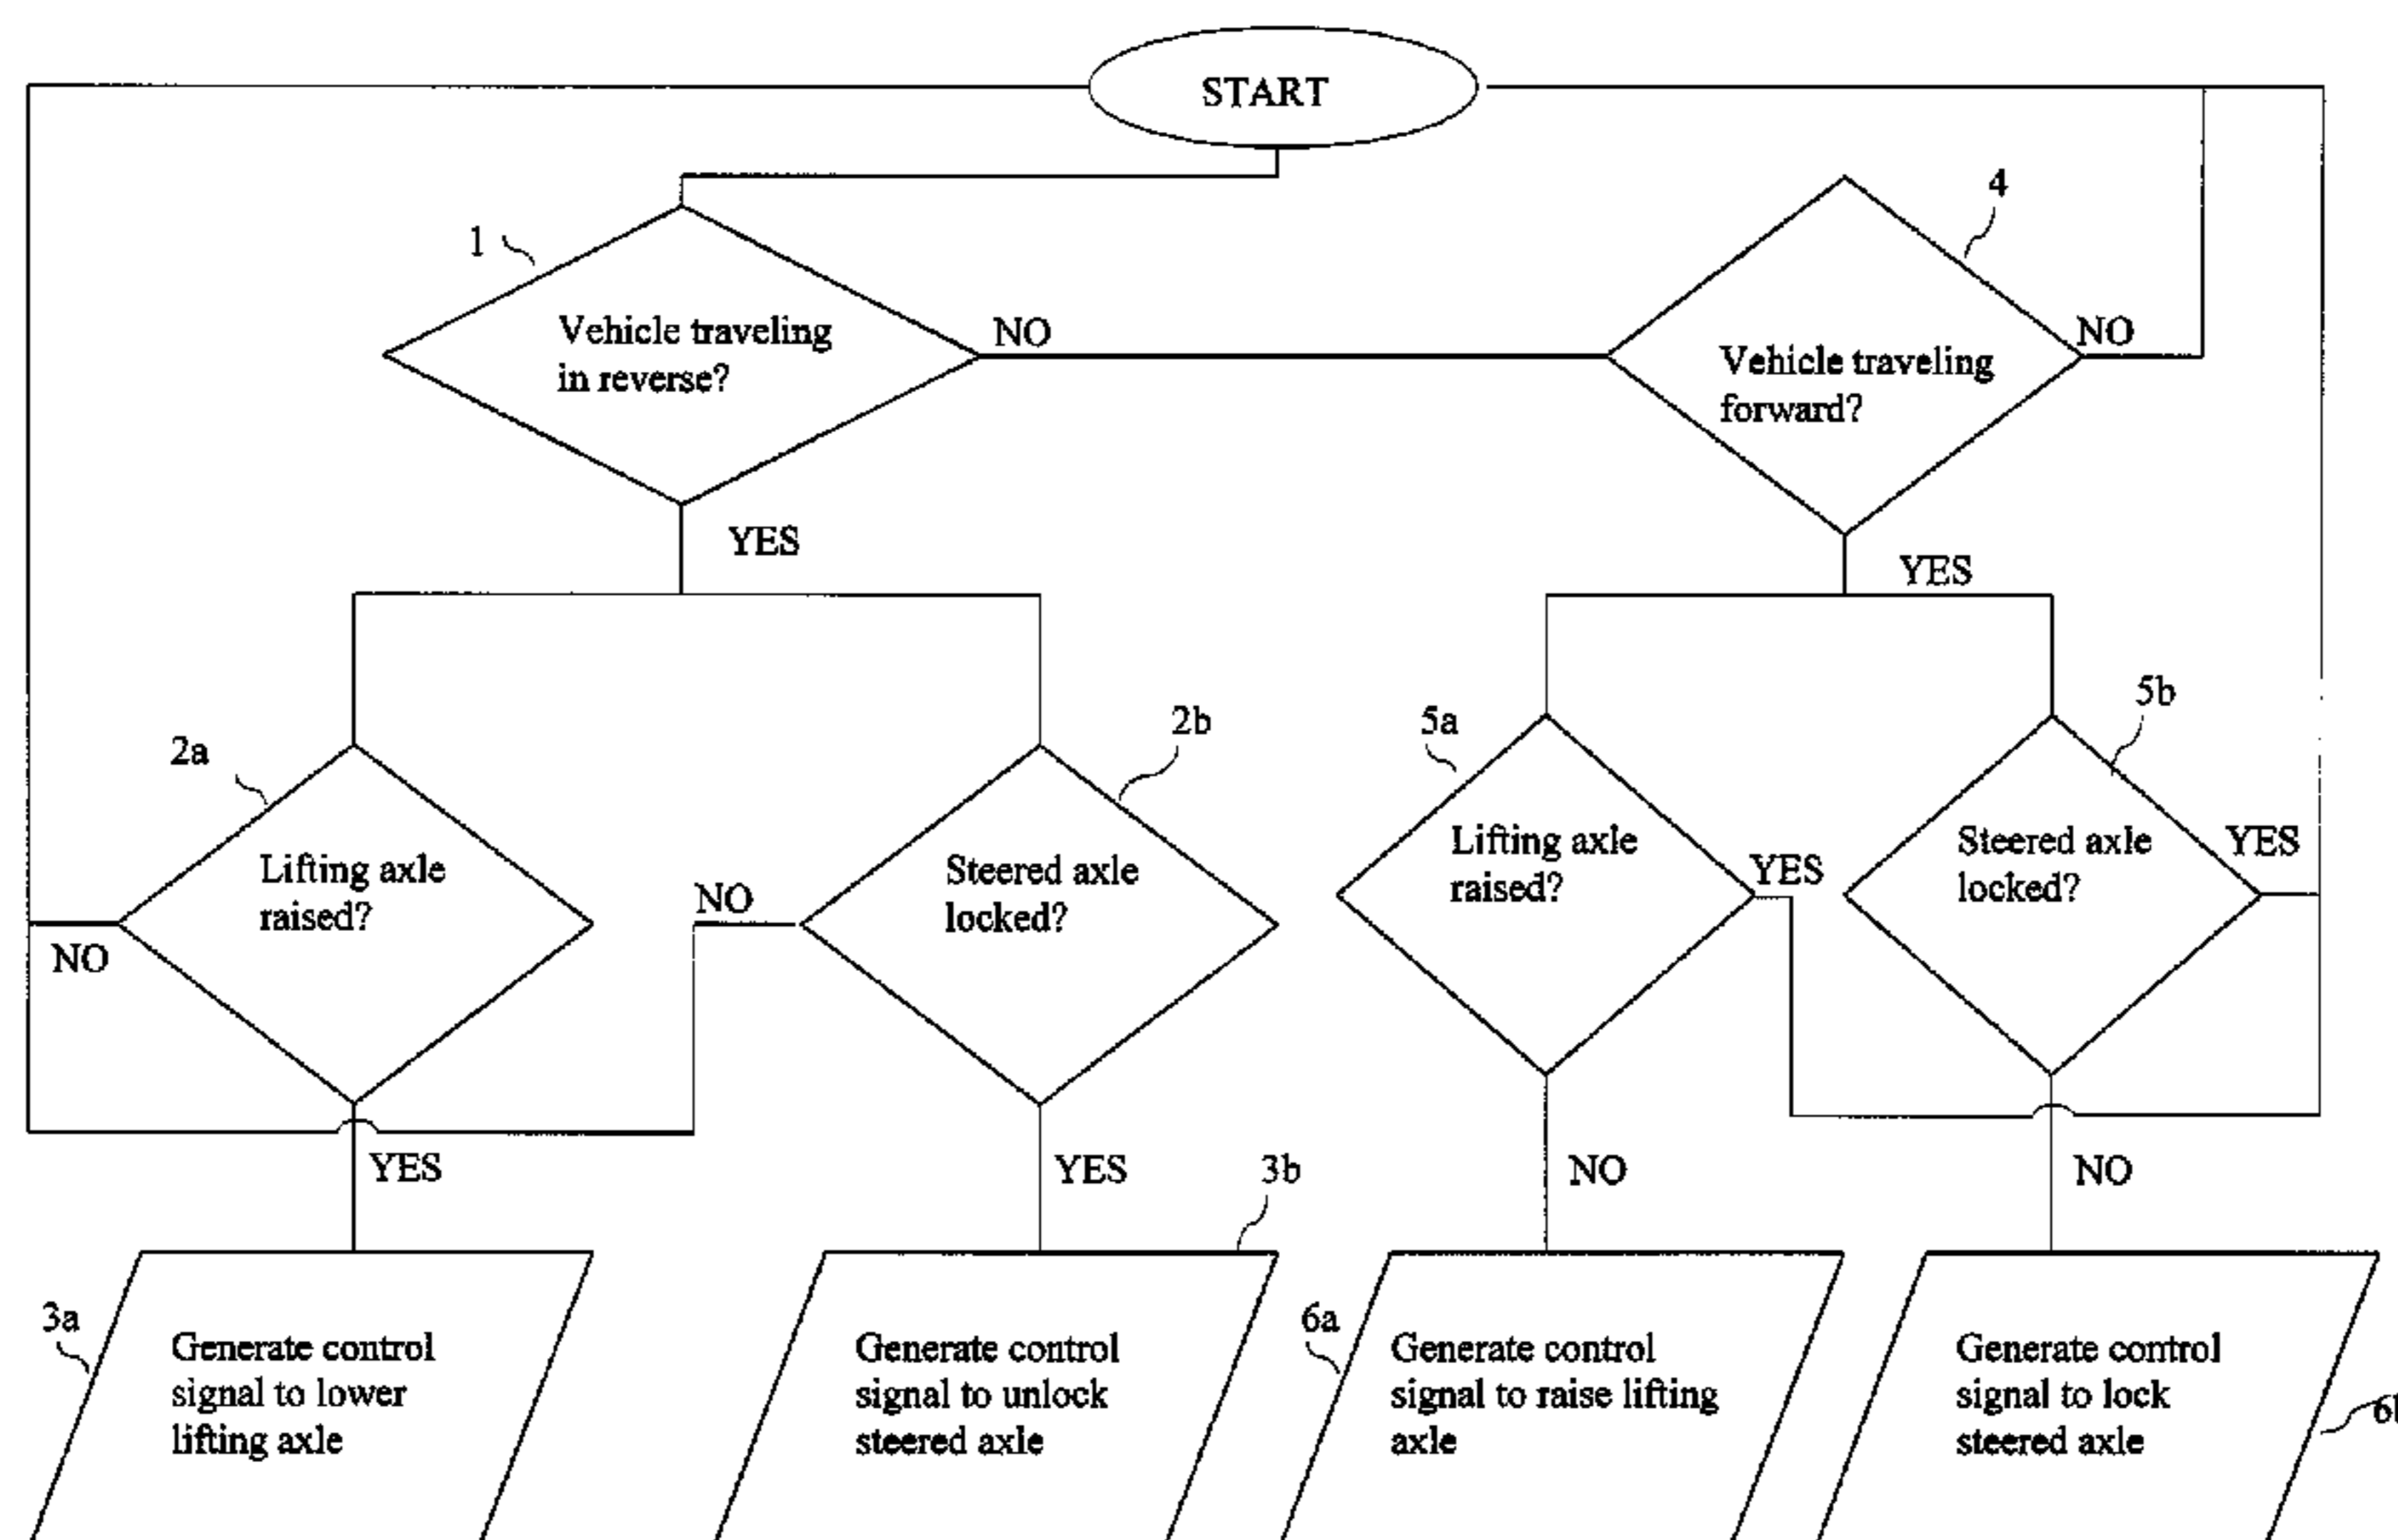 START
1
Vehicle traveling
in reverse?
NO
4
Vehicle traveling
forward?
NO
YES
YES
2a
Lifting axle
raised?
NO
2b
Steered axle
locked?
NO
5a
Lifting axle
raised?
YES
5b
Steered axle
locked?
YES
YES
YES
NO
NO
3a
Generate control
signal to lower
lifting axle
3b
Generate control
signal to unlock
steered axle
6a
Generate control
signal to raise lifting
axle
Generate control
signal to lock
steered axle